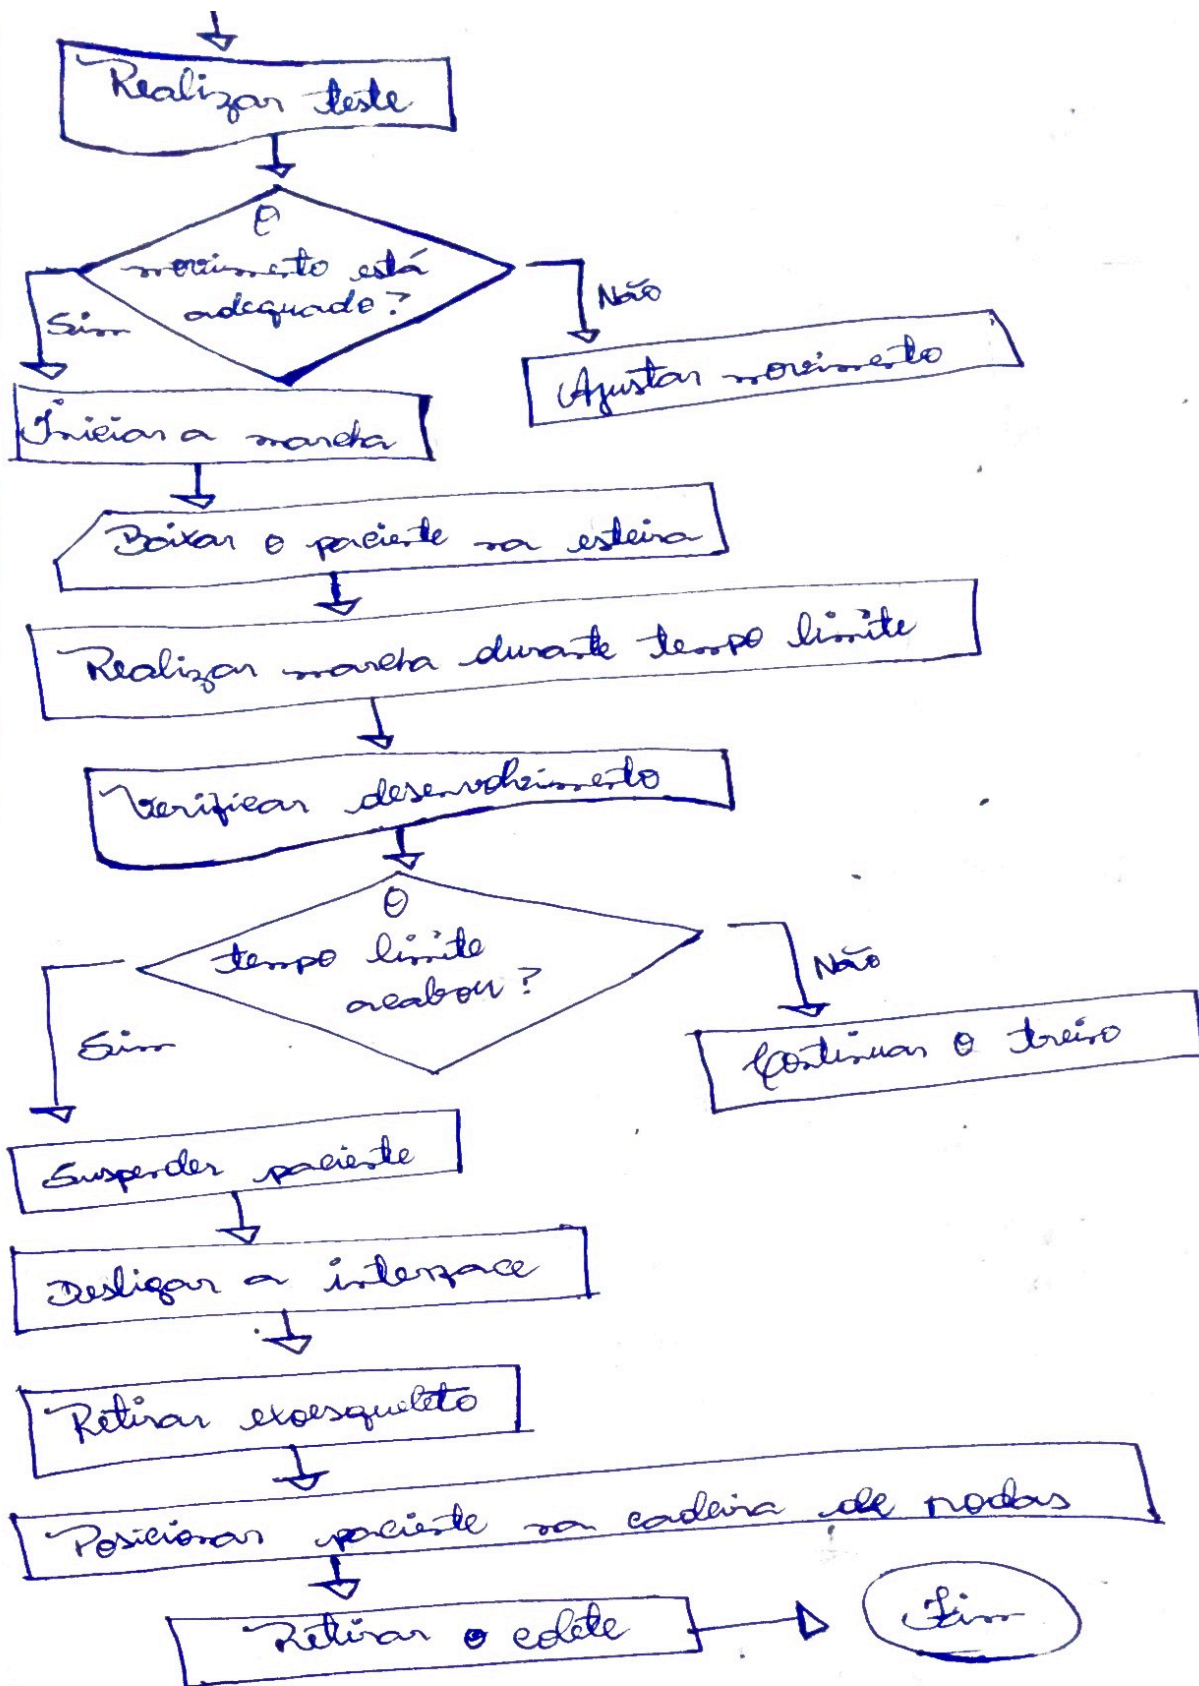 Realizar teste
O
movimento está
adequado?
Sim
Não
Ajustar movimento
Iniciar a marcha
Baixar o paciente na esteira
Realizar marcha durante tempo limite
Verificar desenvolvimento
O
tempo limite
acabou?
Sim
Não
Continuar o treino
Suspender paciente
Desligar a interface
Retirar exoesqueleto
Posicionar paciente na cadeira de rodas
Retirar o colete
Fim